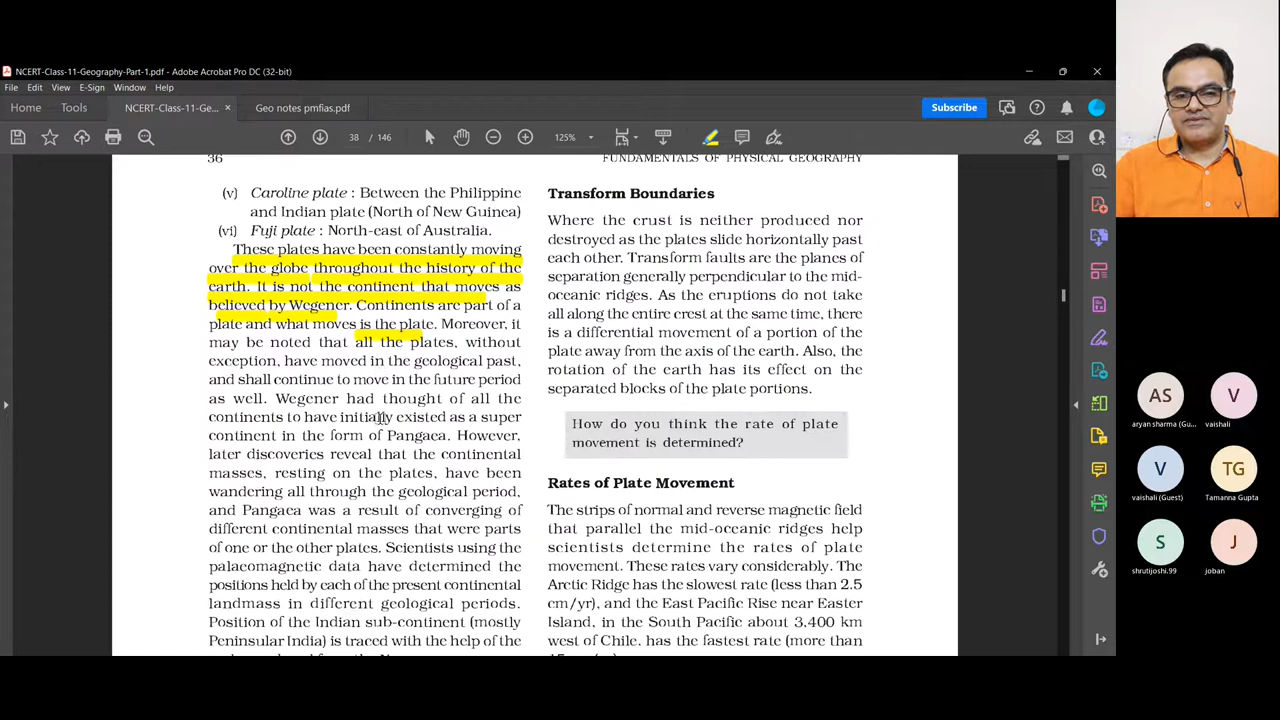 NCERT-Class-11-Geography-Part-1.pdf - Adobe Acrobat Pro DC (32-bit)
File Edit View E-Sign Window Help
Home Tools NCERT-Class-11-Ge... × Geo notes pmfias.pdf Subscribe
38 / 146 125%
36 FUNDAMENTALS OF PHYSICAL GEOGRAPHY
(v) Caroline plate : Between the Philippine
and Indian plate (North of New Guinea)
(vi) Fuji plate : North-east of Australia.
These plates have been constantly moving
over the globe throughout the history of the
earth. It is not the continent that moves as
believed by Wegener. Continents are part of a
plate and what moves is the plate. Moreover, it
may be noted that all the plates, without
exception, have moved in the geological past,
and shall continue to move in the future period
as well. Wegener had thought of all the
continents to have initially existed as a super
continent in the form of Pangaea. However,
later discoveries reveal that the continental
masses, resting on the plates, have been
wandering all through the geological period,
and Pangaea was a result of converging of
different continental masses that were parts
of one or the other plates. Scientists using the
palaeomagnetic data have determined the
positions held by each of the present continental
landmass in different geological periods.
Position of the Indian sub-continent (mostly
Peninsular India) is traced with the help of the
Transform Boundaries
Where the crust is neither produced nor
destroyed as the plates slide horizontally past
each other. Transform faults are the planes of
separation generally perpendicular to the mid-
oceanic ridges. As the eruptions do not take
all along the entire crest at the same time, there
is a differential movement of a portion of the
plate away from the axis of the earth. Also, the
rotation of the earth has its effect on the
separated blocks of the plate portions.
How do you think the rate of plate
movement is determined?
Rates of Plate Movement
The strips of normal and reverse magnetic field
that parallel the mid-oceanic ridges help
scientists determine the rates of plate
movement. These rates vary considerably. The
Arctic Ridge has the slowest rate (less than 2.5
cm/yr), and the East Pacific Rise near Easter
Island, in the South Pacific about 3,400 km
west of Chile, has the fastest rate (more than
AS V
aryan sharma (Gu... vaishali
V TG
vaishali (Guest) Tamanna Gupta
S J
shrutijoshi.99 joban